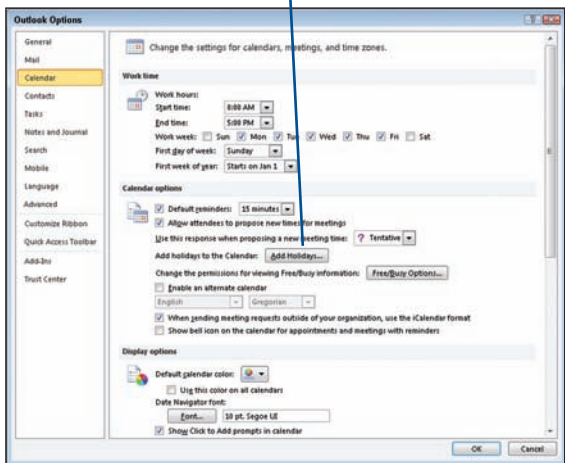 Outlook Options
General
Mail
Calendar
Contacts
Tasks
Notes and Journal
Search
Mobile
Language
Advanced
Customize Ribbon
Quick Access Toolbar
Add-Ins
Trust Center
Change the settings for calendars, meetings, and time zones.
Work time
Work hours:
Start time: 8:00 AM
End time: 5:00 PM
Work week: Sun Mon Tue Wed Thu Fri Sat
First day of week: Sunday
First week of year: Starts on Jan 1
Calendar options
Default reminders: 15 minutes
Allow attendees to propose new times for meetings
Use this response when proposing a new meeting time: ? Tentative
Add holidays to the Calendar: Add Holidays...
Change the permissions for viewing Free/Busy information: Free/Busy Options...
Enable an alternate calendar
English Gregorian
When sending meeting requests outside of your organization, use the iCalendar format
Show bell icon on the calendar for appointments and meetings with reminders
Display options
Default calendar color:
Use this color on all calendars
Date Navigator font:
Font... 10 pt. Segoe UI
Show Click to Add prompts in calendar
OK Cancel